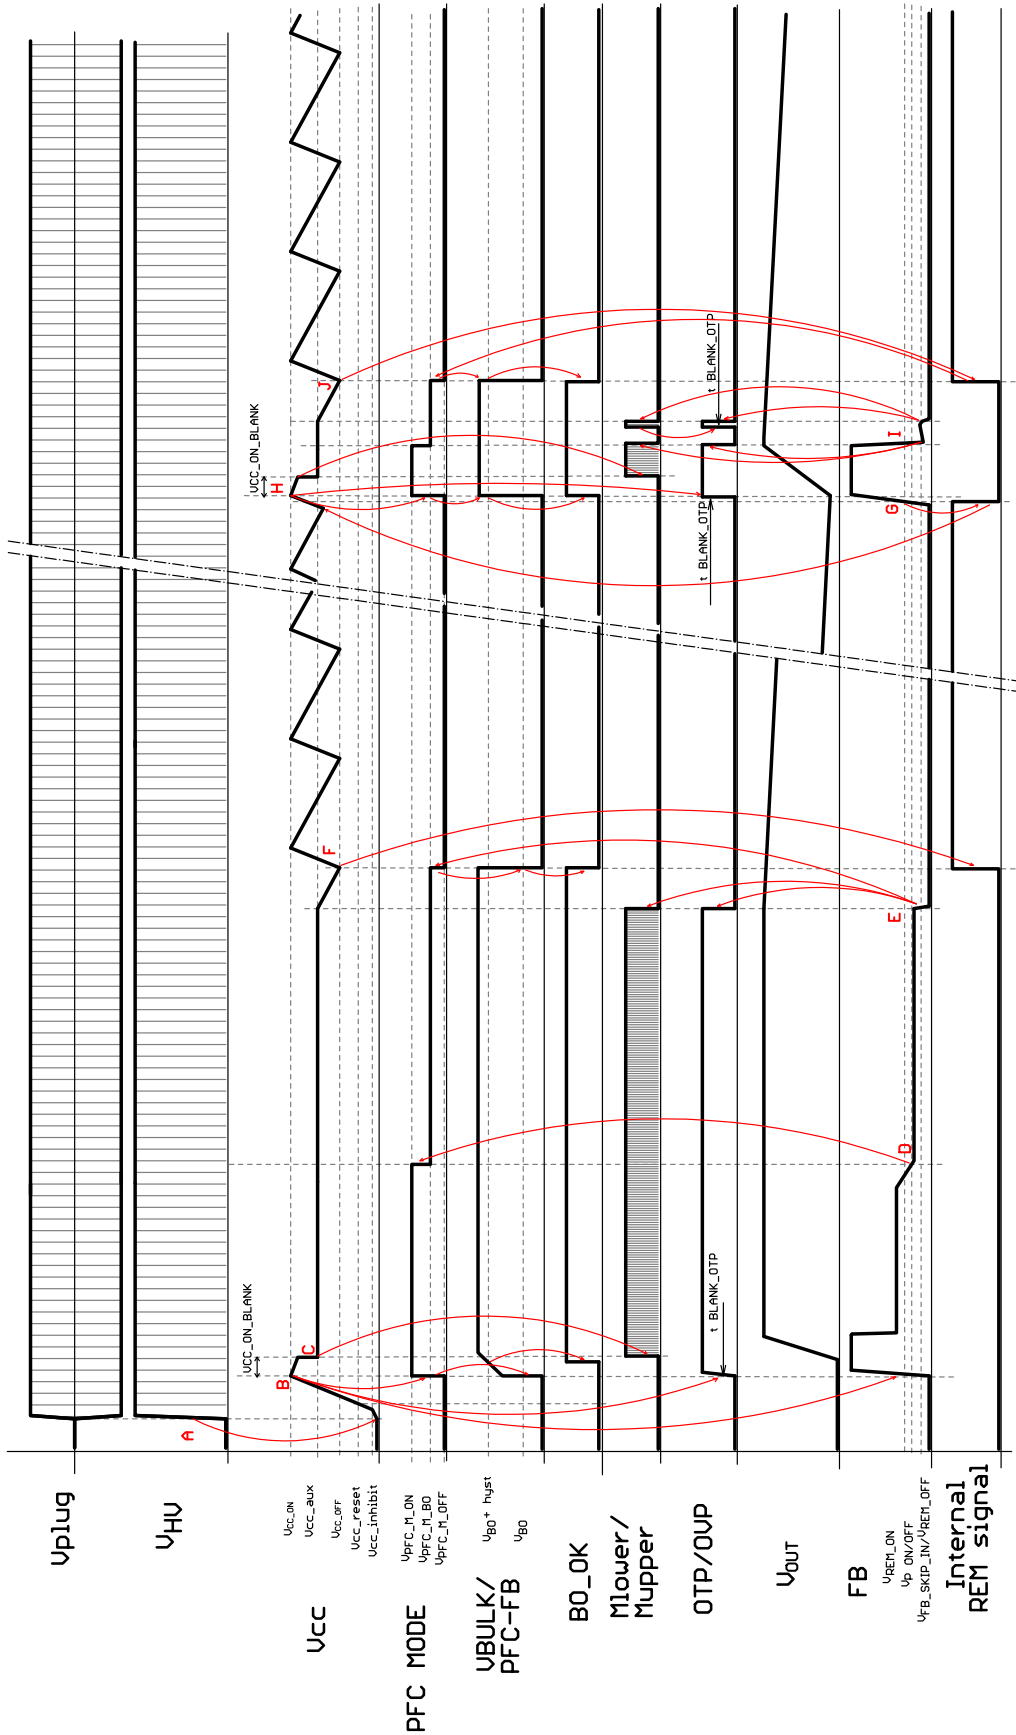 Vplug
VHV
VCC_ON
Vcc_aux
VCC_OFF
Vcc_reset
Vcc_inhibit
Vcc
VPFC_M_ON
VPFC_M_BO
VPFC_M_OFF
PFC MODE
VBO+ hyst
VBO
VBULK/
PFC-FB
BO_OK
Mlower/
Mupper
OTP/OVP
VOUT
FB
VREM_ON
VP ON/OFF
VFB_SKIP_IN/VREM_OFF
Internal
REM signal
A
B
C
VCC_ON_BLANK
t BLANK_OTP
D
E
F
G
H
VCC_ON_BLANK
t BLANK_OTP
I
J
t BLANK_OTP